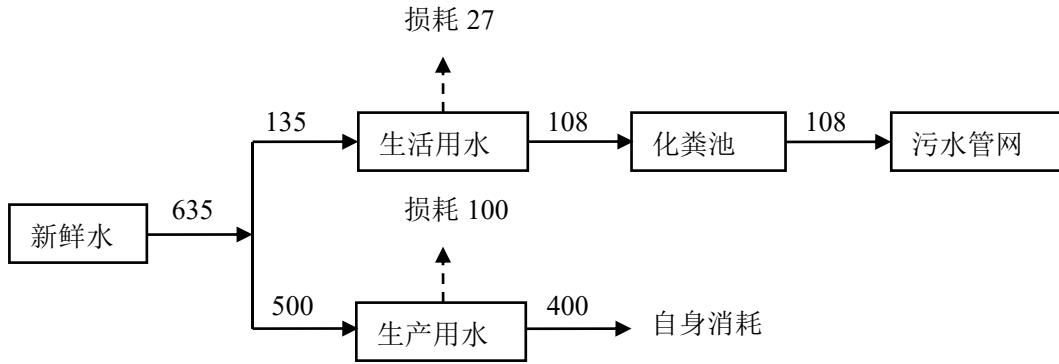 损耗 27
135
生活用水
108
化粪池
108
污水管网
新鲜水
635
损耗 100
500
生产用水
400
自身消耗